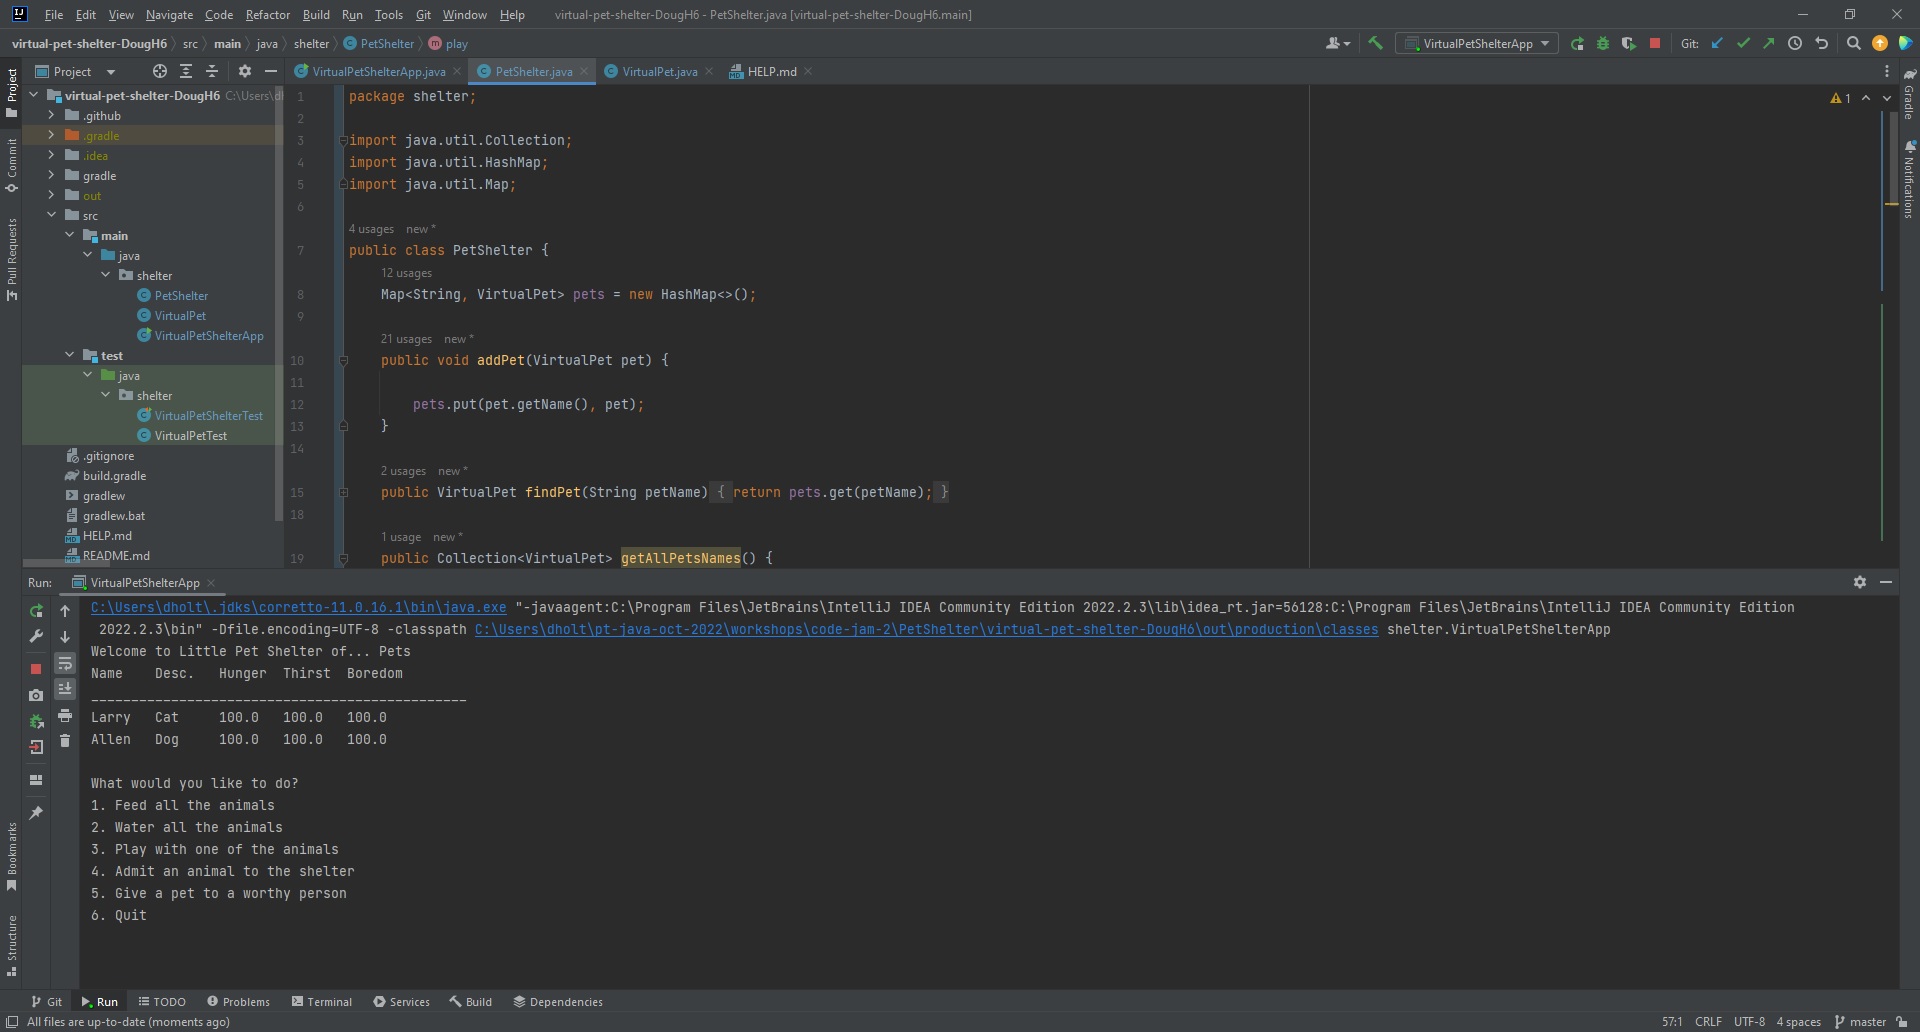 File Edit View Navigate Code Refactor Build Run Tools Git Window Help virtual-pet-shelter-DougH6 - PetShelter.java [virtual-pet-shelter-DougH6.main]
virtual-pet-shelter-DougH6 src main java shelter PetShelter play VirtualPetShelterApp Git:
Project VirtualPetShelterApp.java PetShelter.java VirtualPet.java HELP.md
Project
Commit
Pull Requests
Bookmarks
Structure
virtual-pet-shelter-DougH6 C:\Users\d
.github
.gradle
.idea
gradle
out
src
main
java
shelter
PetShelter
VirtualPet
VirtualPetShelterApp
test
java
shelter
VirtualPetShelterTest
VirtualPetTest
.gitignore
build.gradle
gradlew
gradlew.bat
HELP.md
README.md
1 package shelter;
2
3 import java.util.Collection;
4 import java.util.HashMap;
5 import java.util.Map;
6
4 usages new *
7 public class PetShelter {
12 usages
8 Map<String, VirtualPet> pets = new HashMap<>();
9
21 usages new *
10 public void addPet(VirtualPet pet) {
11
12 pets.put(pet.getName(), pet);
13 }
14
2 usages new *
15 public VirtualPet findPet(String petName) { return pets.get(petName); }
18
1 usage new *
19 public Collection<VirtualPet> getAllPetsNames() {
1
Gradle
Notifications
Run: VirtualPetShelterApp
C:\Users\dholt\.jdks\corretto-11.0.16.1\bin\java.exe "-javaagent:C:\Program Files\JetBrains\IntelliJ IDEA Community Edition 2022.2.3\lib\idea_rt.jar=56128:C:\Program Files\JetBrains\IntelliJ IDEA Community Edition
2022.2.3\bin" -Dfile.encoding=UTF-8 -classpath C:\Users\dholt\pt-java-oct-2022\workshops\code-jam-2\PetShelter\virtual-pet-shelter-DougH6\out\production\classes shelter.VirtualPetShelterApp
Welcome to Little Pet Shelter of... Pets
Name Desc. Hunger Thirst Boredom
_______________________________________________
Larry Cat 100.0 100.0 100.0
Allen Dog 100.0 100.0 100.0
What would you like to do?
1. Feed all the animals
2. Water all the animals
3. Play with one of the animals
4. Admit an animal to the shelter
5. Give a pet to a worthy person
6. Quit
Git Run TODO Problems Terminal Services Build Dependencies
All files are up-to-date (moments ago) 57:1 CRLF UTF-8 4 spaces master